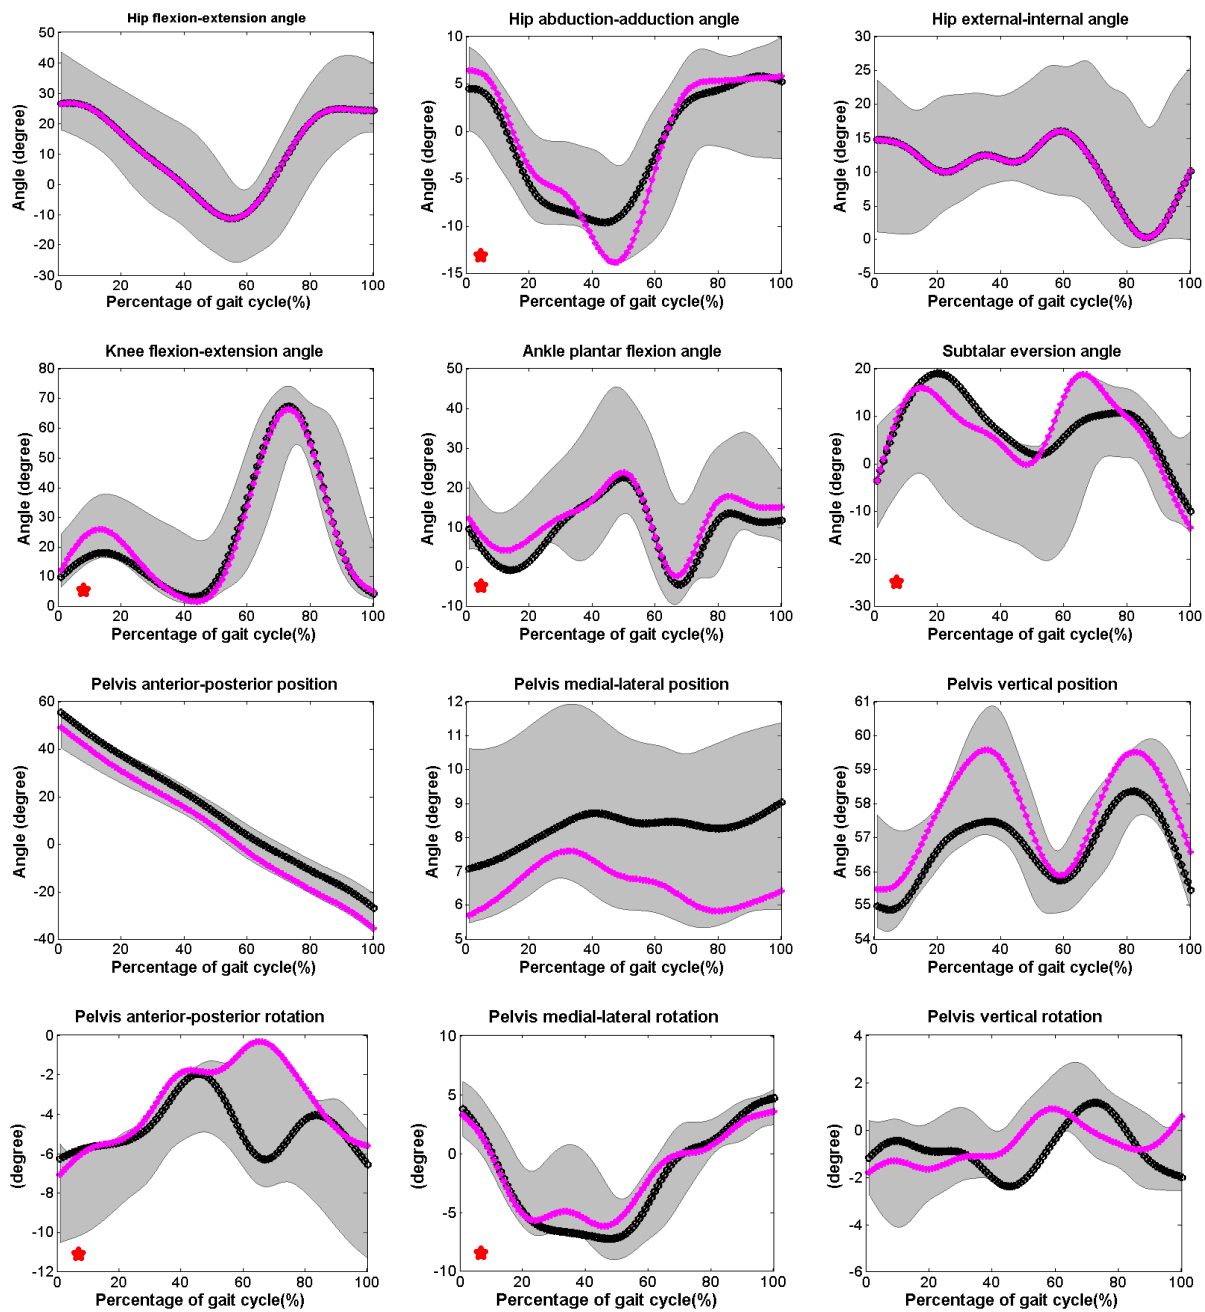 Hip flexion-extension angle
Angle (degree)
50
40
30
20
10
0
-10
-20
-30
0 20 40 60 80 100
Percentage of gait cycle(%)
Hip abduction-adduction angle
Angle (degree)
10
5
0
-5
-10
-15
0 20 40 60 80 100
Percentage of gait cycle(%)
Hip external-internal angle
Angle (degree)
30
25
20
15
10
5
0
-5
0 20 40 60 80 100
Percentage of gait cycle(%)
Knee flexion-extension angle
Angle (degree)
80
70
60
50
40
30
20
10
0
0 20 40 60 80 100
Percentage of gait cycle(%)
Ankle plantar flexion angle
Angle (degree)
50
40
30
20
10
0
-10
0 20 40 60 80 100
Percentage of gait cycle(%)
Subtalar eversion angle
Angle (degree)
20
10
0
-10
-20
-30
0 20 40 60 80 100
Percentage of gait cycle(%)
Pelvis anterior-posterior position
Angle (degree)
60
40
20
0
-20
-40
0 20 40 60 80 100
Percentage of gait cycle(%)
Pelvis medial-lateral position
Angle (degree)
12
11
10
9
8
7
6
5
0 20 40 60 80 100
Percentage of gait cycle(%)
Pelvis vertical position
Angle (degree)
61
60
59
58
57
56
55
54
0 20 40 60 80 100
Percentage of gait cycle(%)
Pelvis anterior-posterior rotation
(degree)
0
-2
-4
-6
-8
-10
-12
0 20 40 60 80 100
Percentage of gait cycle(%)
Pelvis medial-lateral rotation
(degree)
10
5
0
-5
-10
0 20 40 60 80 100
Percentage of gait cycle(%)
Pelvis vertical rotation
(degree)
4
2
0
-2
-4
-6
0 20 40 60 80 100
Percentage of gait cycle(%)